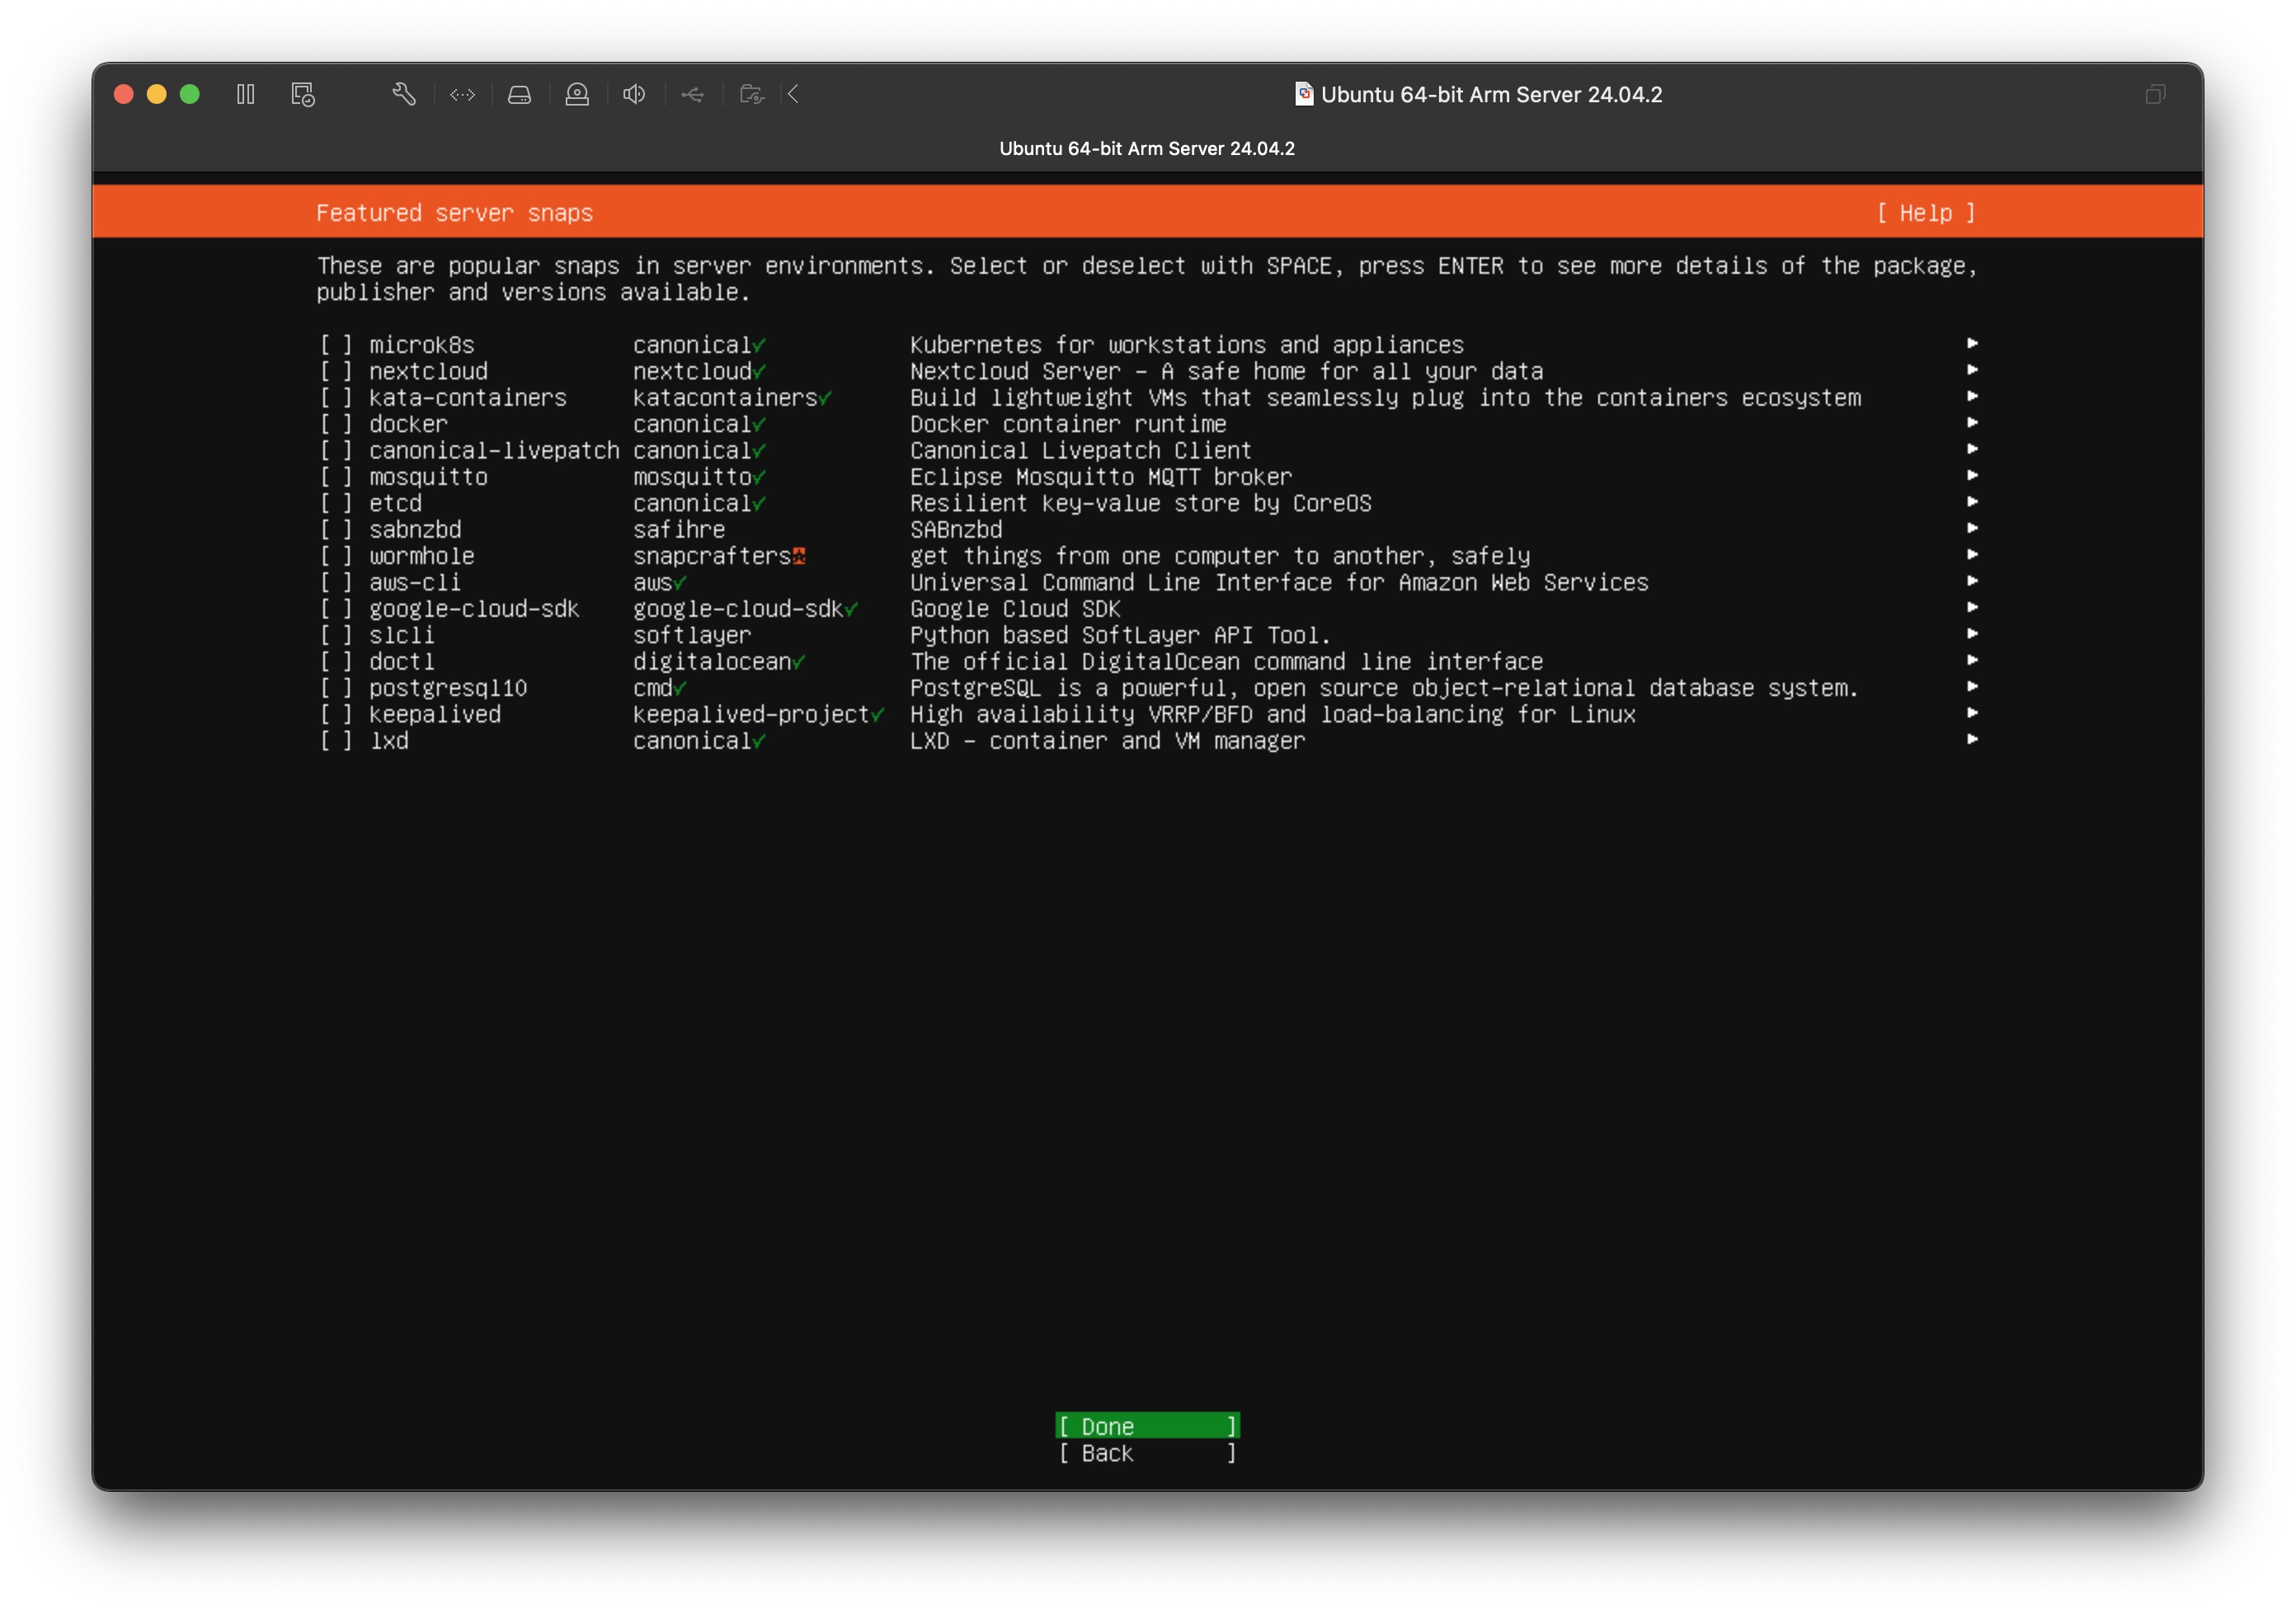 Ubuntu 64-bit Arm Server 24.04.2
Ubuntu 64-bit Arm Server 24.04.2
Featured server snaps [ Help ]
These are popular snaps in server environments. Select or deselect with SPACE, press ENTER to see more details of the package,
publisher and versions available.
[ ] microk8s canonical✓ Kubernetes for workstations and appliances ▶
[ ] nextcloud nextcloud✓ Nextcloud Server - A safe home for all your data ▶
[ ] kata-containers katacontainers✓ Build lightweight VMs that seamlessly plug into the containers ecosystem ▶
[ ] docker canonical✓ Docker container runtime ▶
[ ] canonical-livepatch canonical✓ Canonical Livepatch Client ▶
[ ] mosquitto mosquitto✓ Eclipse Mosquitto MQTT broker ▶
[ ] etcd canonical✓ Resilient key-value store by CoreOS ▶
[ ] sabnzbd safihre SABnzbd ▶
[ ] wormhole snapcrafters✪ get things from one computer to another, safely ▶
[ ] aws-cli aws✓ Universal Command Line Interface for Amazon Web Services ▶
[ ] google-cloud-sdk google-cloud-sdk✓ Google Cloud SDK ▶
[ ] slcli softlayer Python based SoftLayer API Tool. ▶
[ ] doctl digitalocean✓ The official DigitalOcean command line interface ▶
[ ] postgresql10 cmd✓ PostgreSQL is a powerful, open source object-relational database system. ▶
[ ] keepalived keepalived-project✓ High availability VRRP/BFD and load-balancing for Linux ▶
[ ] lxd canonical✓ LXD - container and VM manager ▶
[ Done ]
[ Back ]